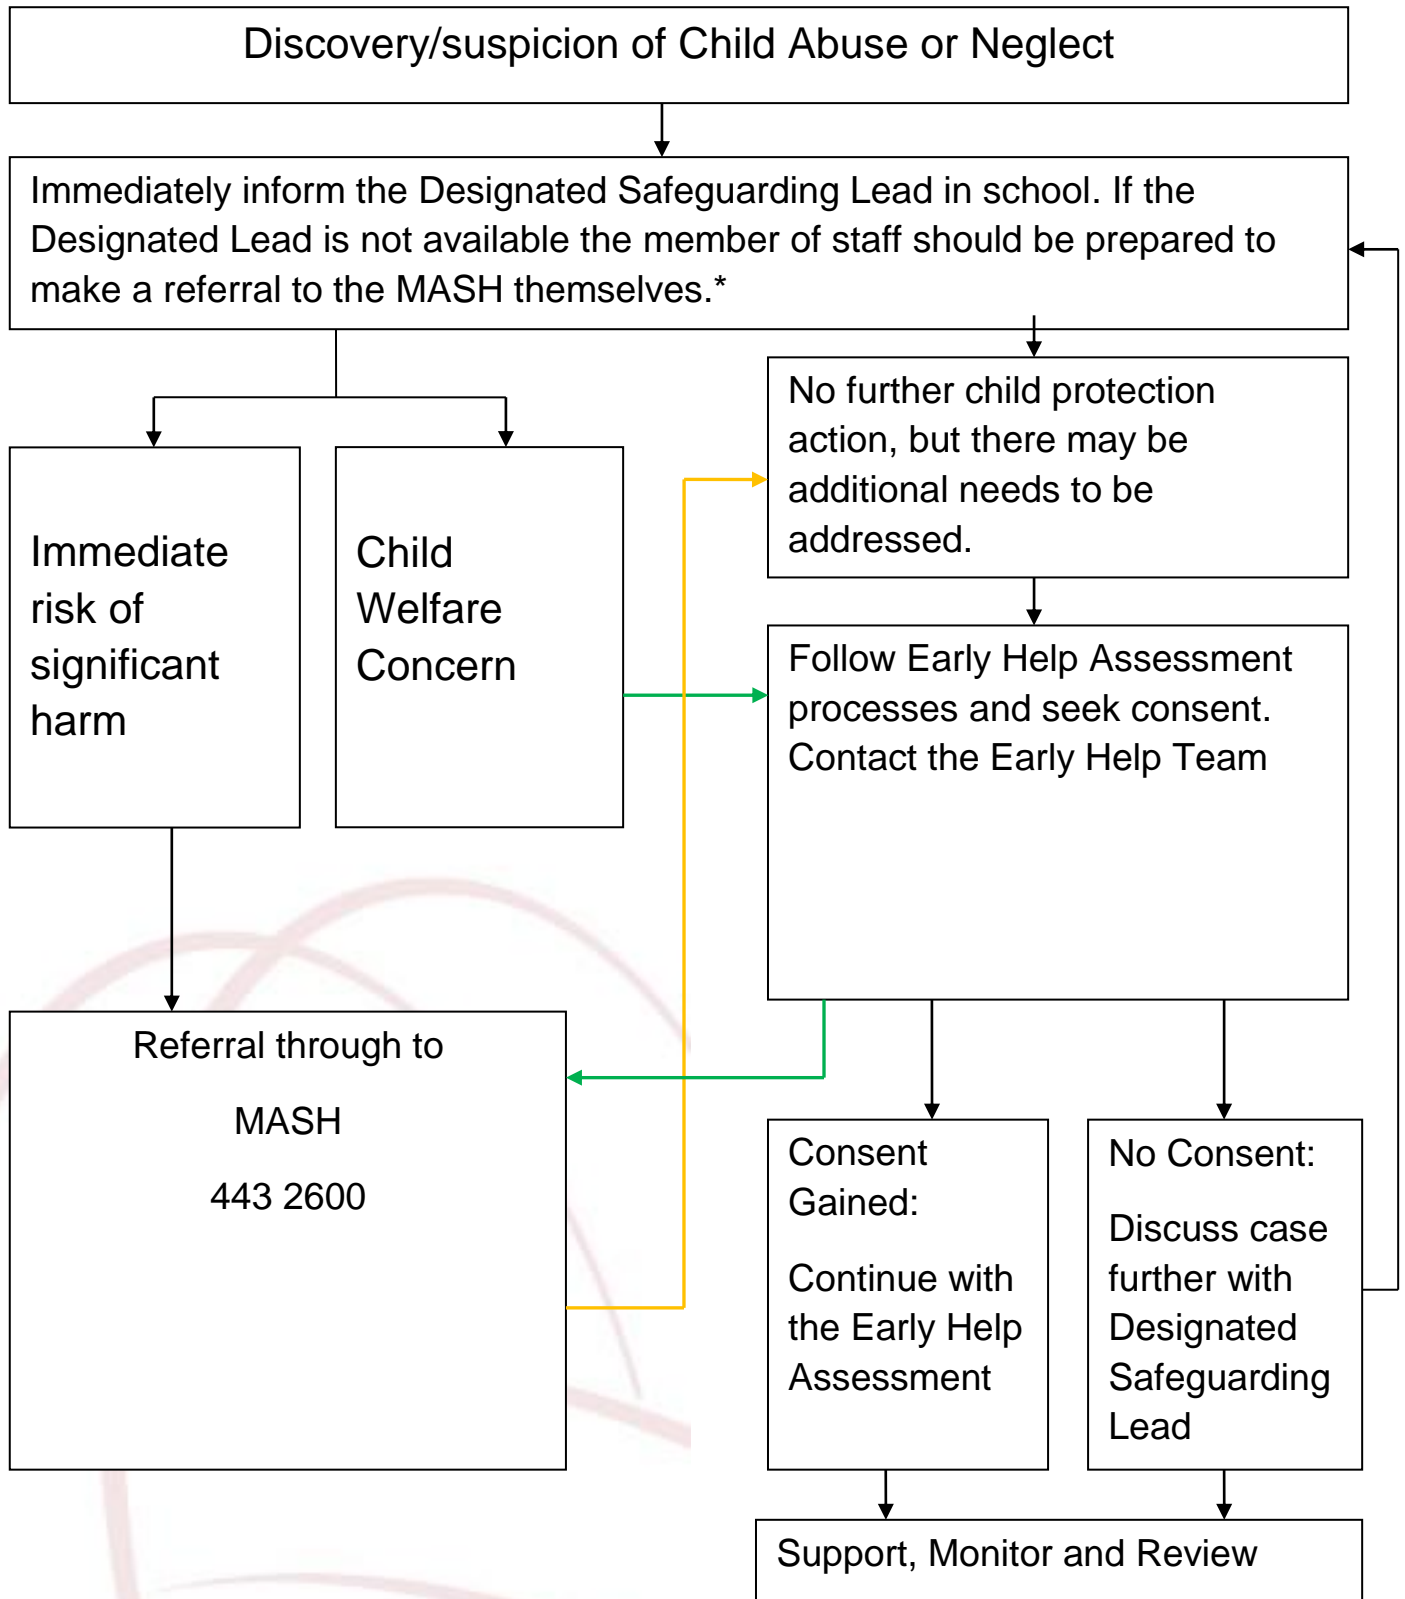 Discovery/suspicion of Child Abuse or Neglect
Immediately inform the Designated Safeguarding Lead in school. If the
Designated Lead is not available the member of staff should be prepared to
make a referral to the MASH themselves.*
No further child protection
action, but there may be
additional needs to be
addressed.
Immediate
risk of
significant
harm
Child
Welfare
Concern
Follow Early Help Assessment
processes and seek consent.
Contact the Early Help Team
Referral through to
MASH
443 2600
Consent
Gained:
Continue with
the Early Help
Assessment
No Consent:
Discuss case
further with
Designated
Safeguarding
Lead
Support, Monitor and Review